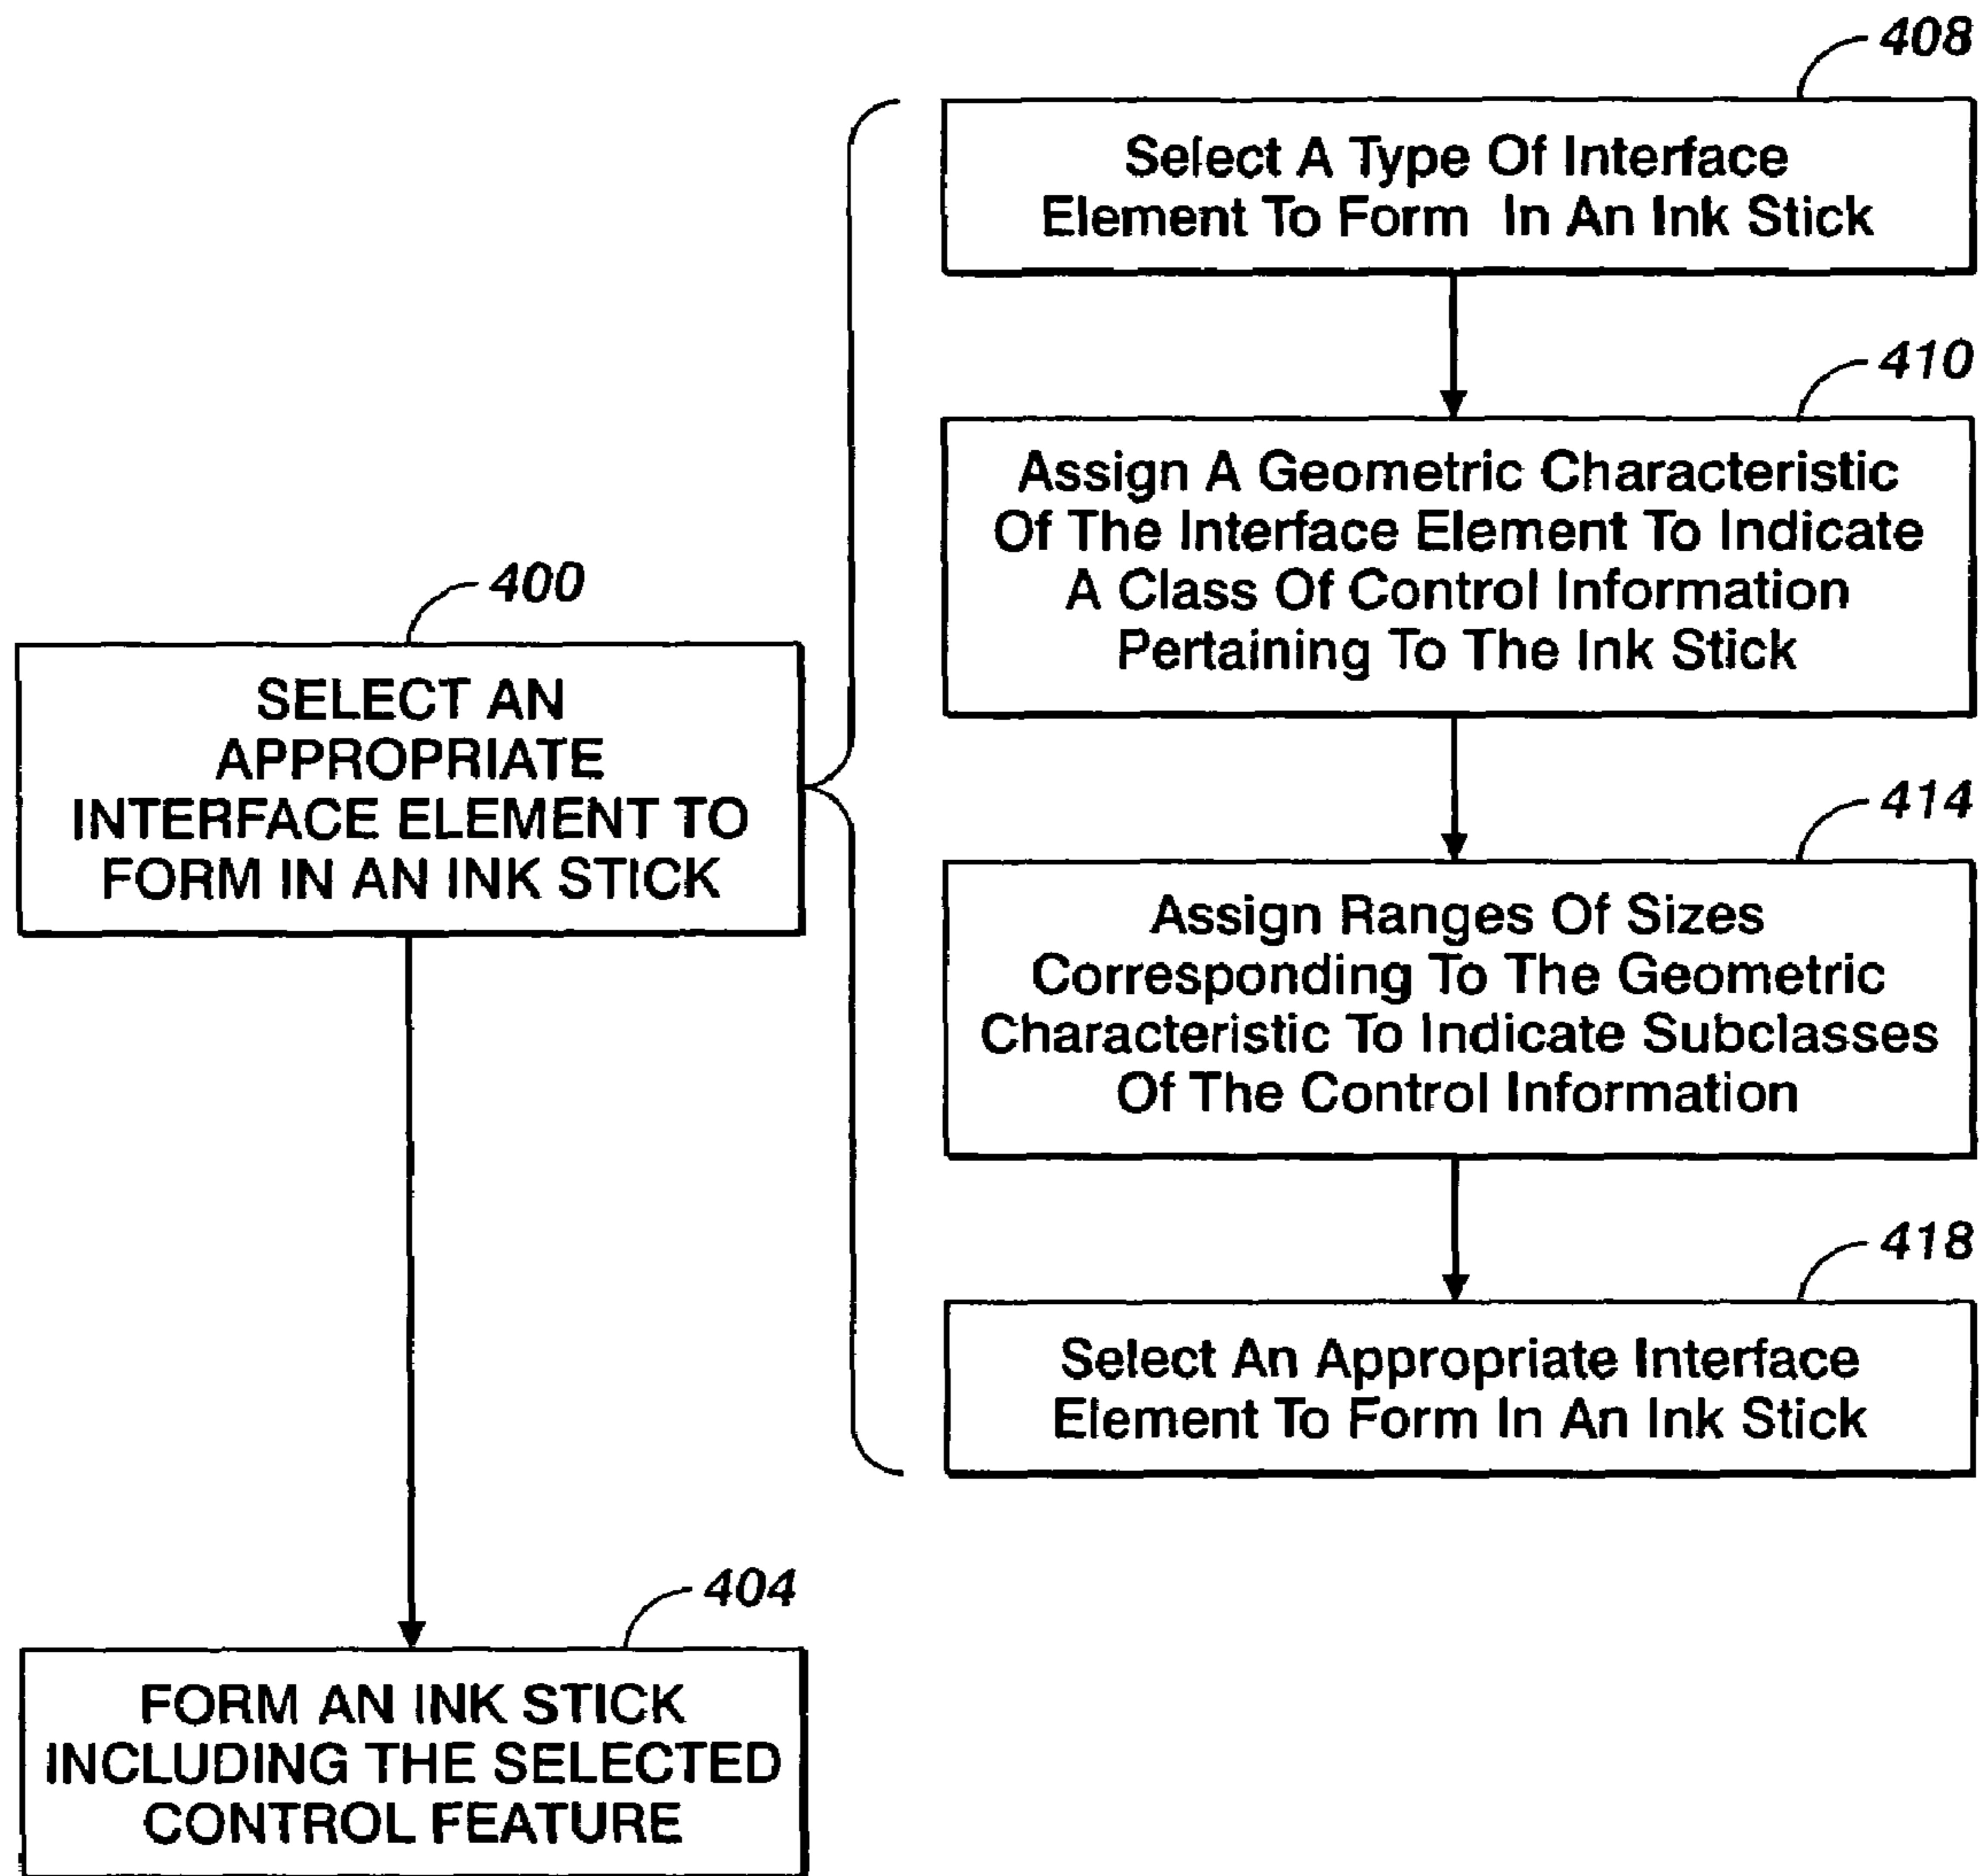 400
SELECT AN
APPROPRIATE
INTERFACE ELEMENT TO
FORM IN AN INK STICK
404
FORM AN INK STICK
INCLUDING THE SELECTED
CONTROL FEATURE
408
Select A Type Of Interface
Element To Form In An Ink Stick
410
Assign A Geometric Characteristic
Of The Interface Element To Indicate
A Class Of Control Information
Pertaining To The Ink Stick
414
Assign Ranges Of Sizes
Corresponding To The Geometric
Characteristic To Indicate Subclasses
Of The Control Information
418
Select An Appropriate Interface
Element To Form In An Ink Stick